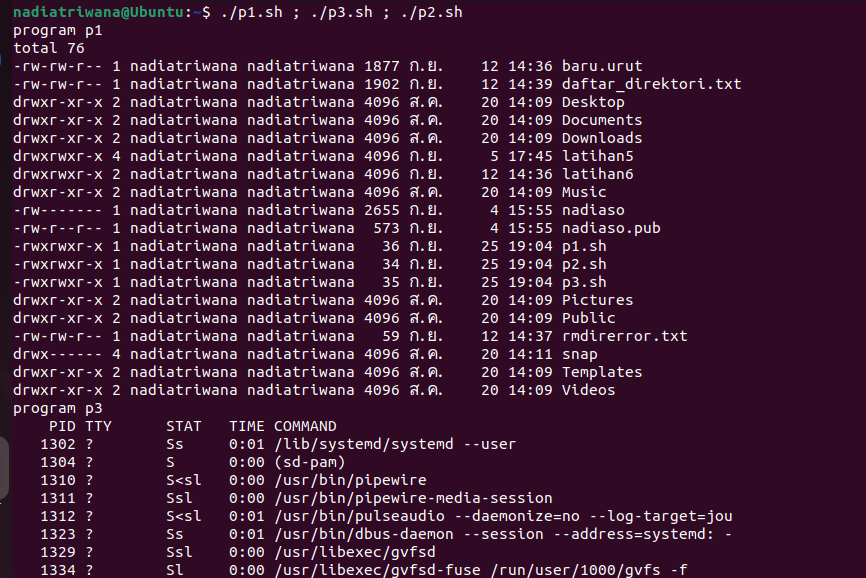 nadiatriwana@Ubuntu:~$ ./p1.sh ; ./p3.sh ; ./p2.sh
program p1
total 76
-rw-rw-r-- 1 nadiatriwana nadiatriwana 1877 ก.ย.    12 14:36 baru.urut
-rw-rw-r-- 1 nadiatriwana nadiatriwana 1902 ก.ย.    12 14:39 daftar_direktori.txt
drwxr-xr-x 2 nadiatriwana nadiatriwana 4096 ส.ค.    20 14:09 Desktop
drwxr-xr-x 2 nadiatriwana nadiatriwana 4096 ส.ค.    20 14:09 Documents
drwxr-xr-x 2 nadiatriwana nadiatriwana 4096 ส.ค.    20 14:09 Downloads
drwxrwxr-x 4 nadiatriwana nadiatriwana 4096 ก.ย.     5 17:45 latihan5
drwxrwxr-x 2 nadiatriwana nadiatriwana 4096 ก.ย.    12 14:36 latihan6
drwxr-xr-x 2 nadiatriwana nadiatriwana 4096 ส.ค.    20 14:09 Music
-rw------- 1 nadiatriwana nadiatriwana 2655 ก.ย.     4 15:55 nadiaso
-rw-r--r-- 1 nadiatriwana nadiatriwana  573 ก.ย.     4 15:55 nadiaso.pub
-rwxrwxr-x 1 nadiatriwana nadiatriwana   36 ก.ย.    25 19:04 p1.sh
-rwxrwxr-x 1 nadiatriwana nadiatriwana   34 ก.ย.    25 19:04 p2.sh
-rwxrwxr-x 1 nadiatriwana nadiatriwana   35 ก.ย.    25 19:04 p3.sh
drwxr-xr-x 2 nadiatriwana nadiatriwana 4096 ส.ค.    20 14:09 Pictures
drwxr-xr-x 2 nadiatriwana nadiatriwana 4096 ส.ค.    20 14:09 Public
-rw-rw-r-- 1 nadiatriwana nadiatriwana   59 ก.ย.    12 14:37 rmdirerror.txt
drwx------ 4 nadiatriwana nadiatriwana 4096 ส.ค.    20 14:11 snap
drwxr-xr-x 2 nadiatriwana nadiatriwana 4096 ส.ค.    20 14:09 Templates
drwxr-xr-x 2 nadiatriwana nadiatriwana 4096 ส.ค.    20 14:09 Videos
program p3
    PID TTY      STAT   TIME COMMAND
   1302 ?        Ss     0:01 /lib/systemd/systemd --user
   1304 ?        S      0:00 (sd-pam)
   1310 ?        S<sl   0:00 /usr/bin/pipewire
   1311 ?        Ssl    0:00 /usr/bin/pipewire-media-session
   1312 ?        S<sl   0:01 /usr/bin/pulseaudio --daemonize=no --log-target=jou
   1323 ?        Ss     0:01 /usr/bin/dbus-daemon --session --address=systemd: -
   1329 ?        Ssl    0:00 /usr/libexec/gvfsd
   1334 ?        Sl     0:00 /usr/libexec/gvfsd-fuse /run/user/1000/gvfs -f